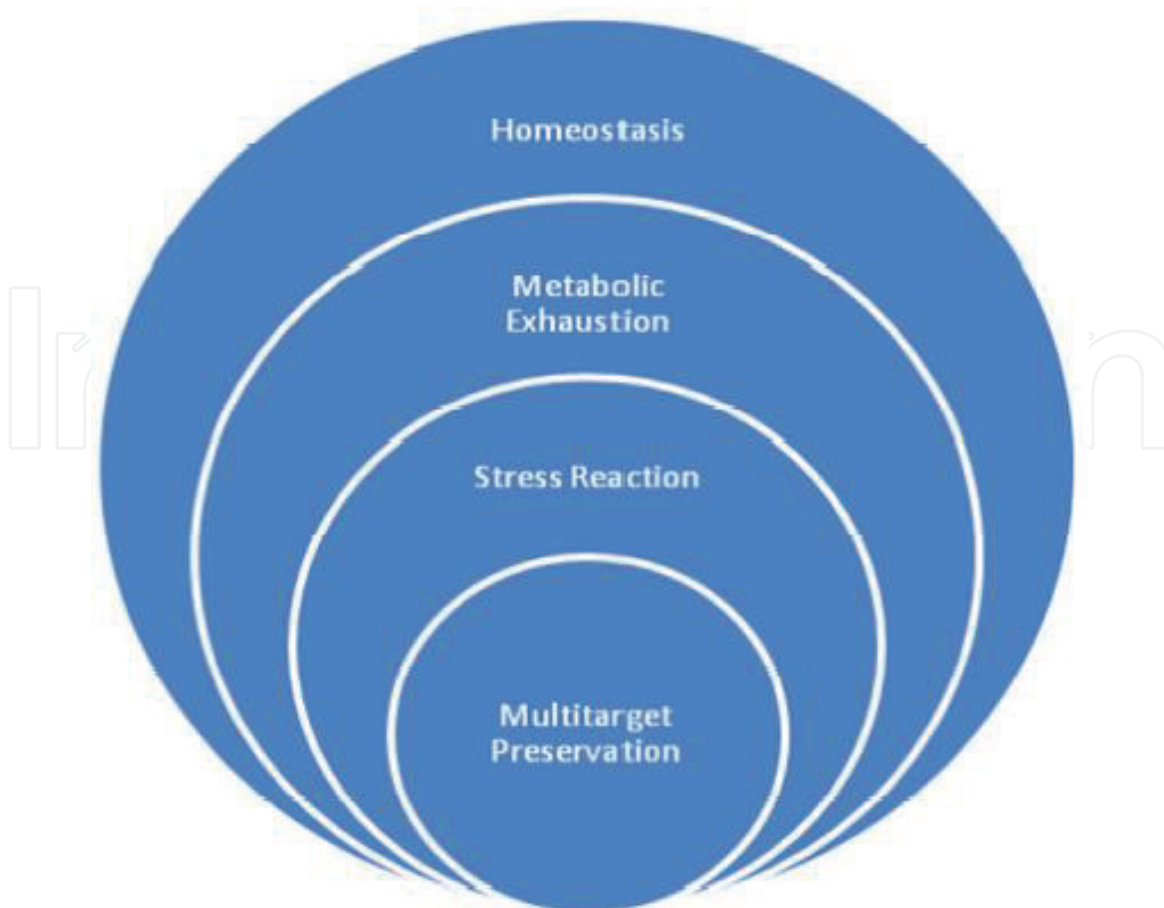 Homeostasis
Metabolic
Exhaustion
Stress Reaction
Multitarget
Preservation